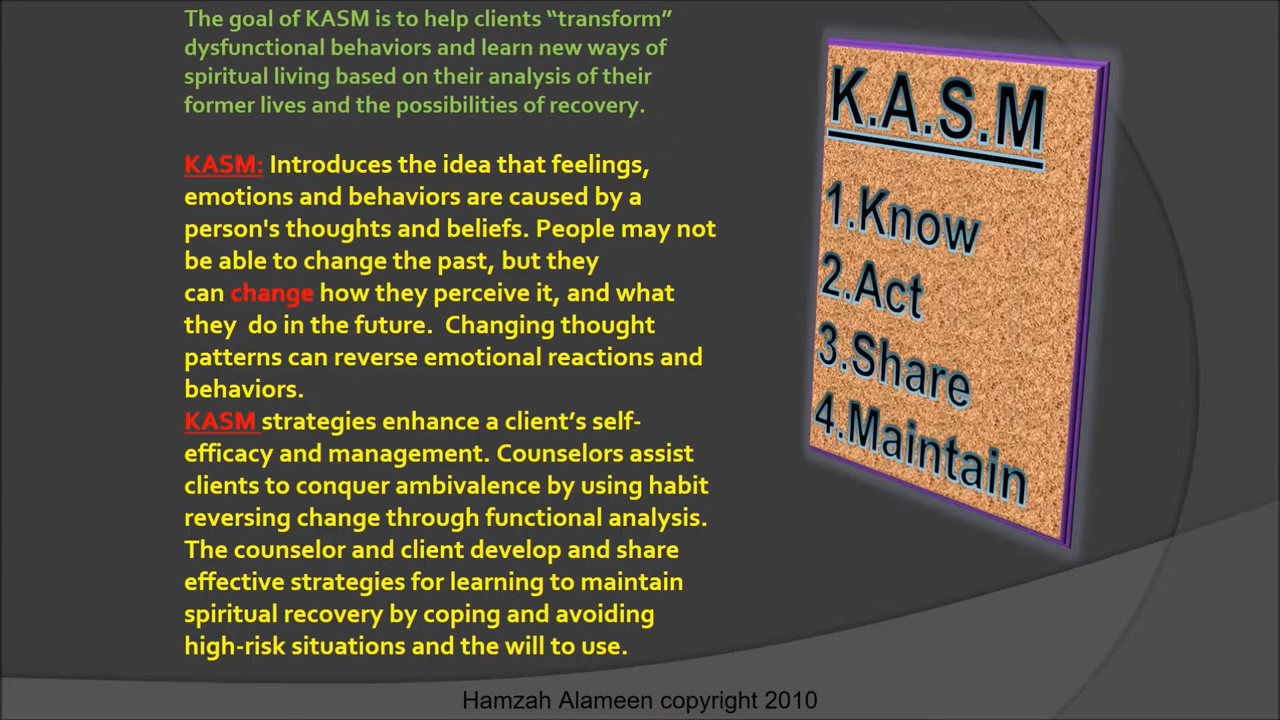 The goal of KASM is to help clients “transform”
dysfunctional behaviors and learn new ways of
spiritual living based on their analysis of their
former lives and the possibilities of recovery.
KASM: Introduces the idea that feelings,
emotions and behaviors are caused by a
person's thoughts and beliefs. People may not
be able to change the past, but they
can change how they perceive it, and what
they  do in the future.  Changing thought
patterns can reverse emotional reactions and
behaviors.
KASM strategies enhance a client’s self-
efficacy and management. Counselors assist
clients to conquer ambivalence by using habit
reversing change through functional analysis.
The counselor and client develop and share
effective strategies for learning to maintain
spiritual recovery by coping and avoiding
high-risk situations and the will to use.
K.A.S.M
1.Know
2.Act
3.Share
4.Maintain
Hamzah Alameen copyright 2010